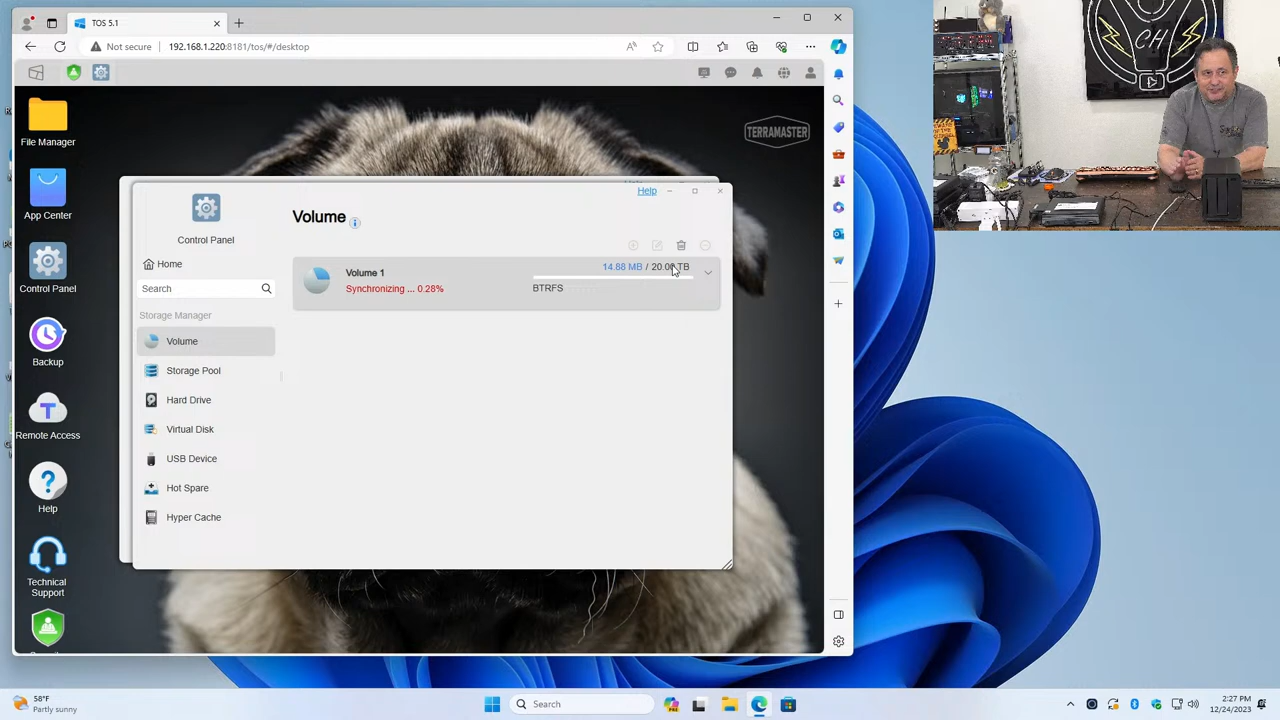 TOS 5.1
Not secure
192.168.1.220:8181/tos/#/desktop
File Manager
App Center
Control Panel
Backup
Remote Access
Help
Technical
Support
TERRAMASTER
Help
Control Panel
Home
Search
Storage Manager
Volume
Storage Pool
Hard Drive
Virtual Disk
USB Device
Hot Spare
Hyper Cache
Volume
Volume 1
Synchronizing ... 0.28%
14.88 MB / 20.00 TB
BTRFS
CH
58°F
Partly sunny
Search
2:27 PM
12/24/2023